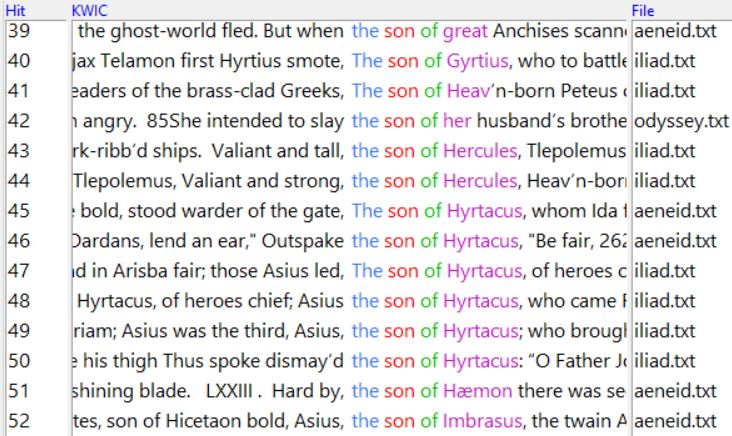 Hit KWIC File
39 the ghost-world fled. But when the son of great Anchises scann aeneid.txt
40 jax Telamon first Hyrtius smote, The son of Gyrtius, who to battle iliad.txt
41 eaders of the brass-clad Greeks, The son of Heav'n-born Peteus iliad.txt
42 angry. 85She intended to slay the son of her husband's brothe odyssey.txt
43 rk-ribb'd ships. Valiant and tall, the son of Hercules, Tlepolemus iliad.txt
44 Tlepolemus, Valiant and strong, the son of Hercules, Heav'n-born iliad.txt
45 bold, stood warder of the gate, The son of Hyrtacus, whom Ida aeneid.txt
46 Dardans, lend an ear," Outspake the son of Hyrtacus, "Be fair, 262 aeneid.txt
47 d in Arisba fair; those Asius led, The son of Hyrtacus, of heroes c iliad.txt
48 Hyrtacus, of heroes chief; Asius the son of Hyrtacus, who came iliad.txt
49 riam; Asius was the third, Asius, the son of Hyrtacus; who brough iliad.txt
50 his thigh Thus spoke dismay'd the son of Hyrtacus: "O Father iliad.txt
51 shining blade. LXXIII . Hard by, the son of Hæmon there was se aeneid.txt
52 tes, son of Hicetaon bold, Asius, the son of Imbrasus, the twain A iliad.txt